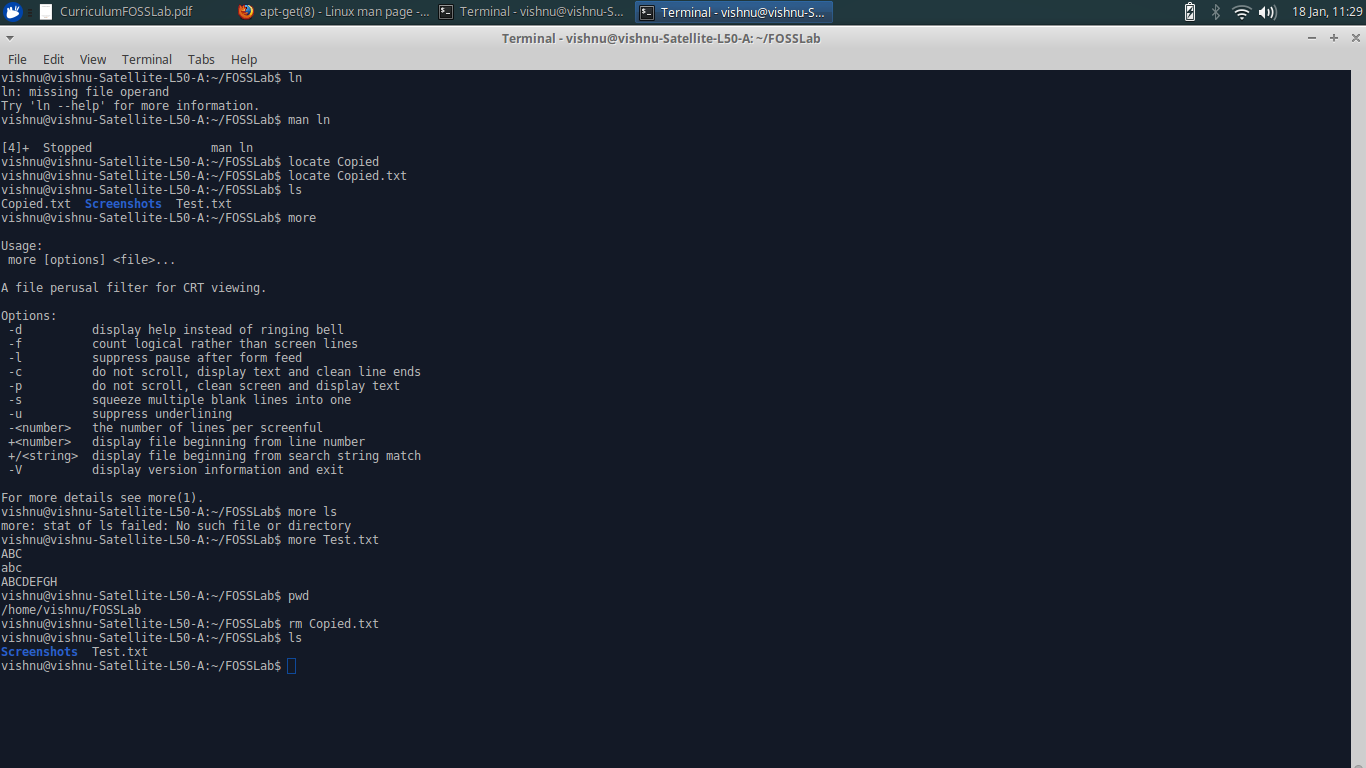 CurriculumFOSSLab.pdf
apt-get(8) - Linux man page -...
Terminal - vishnu@vishnu-S...
Terminal - vishnu@vishnu-S...
18 Jan, 11:29
Terminal - vishnu@vishnu-Satellite-L50-A: ~/FOSSLab
File Edit View Terminal Tabs Help
vishnu@vishnu-Satellite-L50-A:~/FOSSLab$ ln
ln: missing file operand
Try 'ln --help' for more information.
vishnu@vishnu-Satellite-L50-A:~/FOSSLab$ man ln
[4]+  Stopped                 man ln
vishnu@vishnu-Satellite-L50-A:~/FOSSLab$ locate Copied
vishnu@vishnu-Satellite-L50-A:~/FOSSLab$ locate Copied.txt
vishnu@vishnu-Satellite-L50-A:~/FOSSLab$ ls
Copied.txt  Screenshots  Test.txt
vishnu@vishnu-Satellite-L50-A:~/FOSSLab$ more
Usage:
 more [options] <file>...
A file perusal filter for CRT viewing.
Options:
 -d          display help instead of ringing bell
 -f          count logical rather than screen lines
 -l          suppress pause after form feed
 -c          do not scroll, display text and clean line ends
 -p          do not scroll, clean screen and display text
 -s          squeeze multiple blank lines into one
 -u          suppress underlining
 -<number>   the number of lines per screenful
 +<number>   display file beginning from line number
 +/<string>  display file beginning from search string match
 -V          display version information and exit
For more details see more(1).
vishnu@vishnu-Satellite-L50-A:~/FOSSLab$ more ls
more: stat of ls failed: No such file or directory
vishnu@vishnu-Satellite-L50-A:~/FOSSLab$ more Test.txt
ABC
abc
ABCDEFGH
vishnu@vishnu-Satellite-L50-A:~/FOSSLab$ pwd
/home/vishnu/FOSSLab
vishnu@vishnu-Satellite-L50-A:~/FOSSLab$ rm Copied.txt
vishnu@vishnu-Satellite-L50-A:~/FOSSLab$ ls
Screenshots  Test.txt
vishnu@vishnu-Satellite-L50-A:~/FOSSLab$